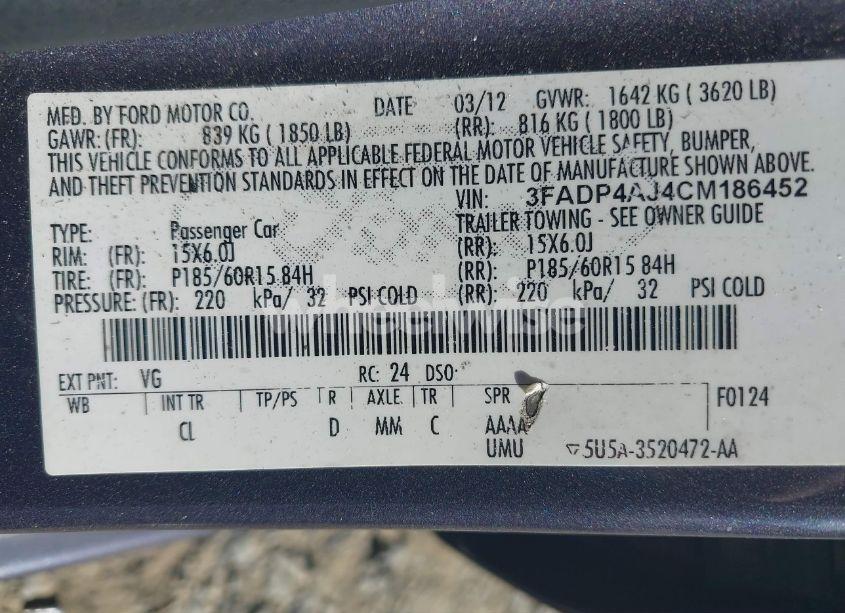 MFD. BY FORD MOTOR CO. DATE 03/12 GVWR: 1642 KG ( 3620 LB)
GAWR: (FR): 839 KG ( 1850 LB) (RR): 816 KG ( 1800 LB)
THIS VEHICLE CONFORMS TO ALL APPLICABLE FEDERAL MOTOR VEHICLE SAFETY, BUMPER,
AND THEFT PREVENTION STANDARDS IN EFFECT ON THE DATE OF MANUFACTURE SHOWN ABOVE.
VIN: 3FADP4AJ4CM186452
TYPE: Passenger Car TRAILER TOWING - SEE OWNER GUIDE
RIM: (FR): 15X6.0J (RR): 15X6.0J
TIRE: (FR): P185/60R15 84H (RR): P185/60R15 84H
PRESSURE: (FR): 220 kPa/ 32 PSI COLD (RR): 220 kPa/ 32 PSI COLD
wheelwise
EXT PNT: VG RC: 24 DSO:
WB INT TR TP/PS R AXLE TR SPR F0124
CL D MM C AAAA
UMU 5U5A-3520472-AA